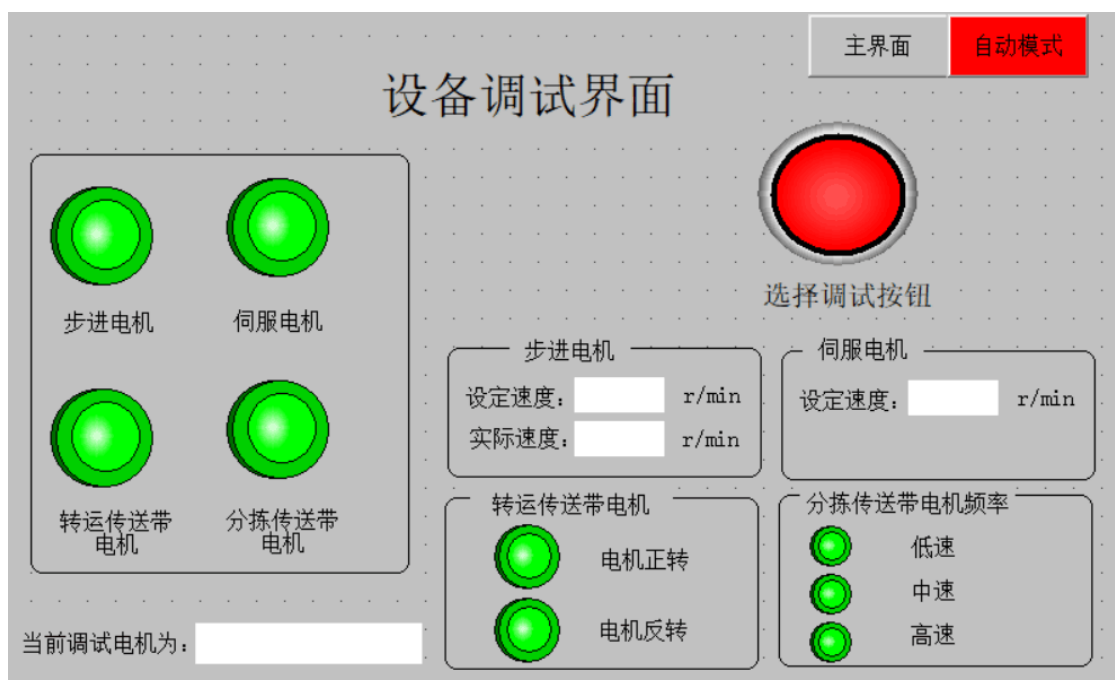 主界面
自动模式
设备调试界面
选择调试按钮
步进电机
伺服电机
转运传送带
电机
分拣传送带
电机
当前调试电机为:
步进电机
设定速度: r/min
实际速度: r/min
伺服电机
设定速度: r/min
转运传送带电机
电机正转
电机反转
分拣传送带电机频率
低速
中速
高速